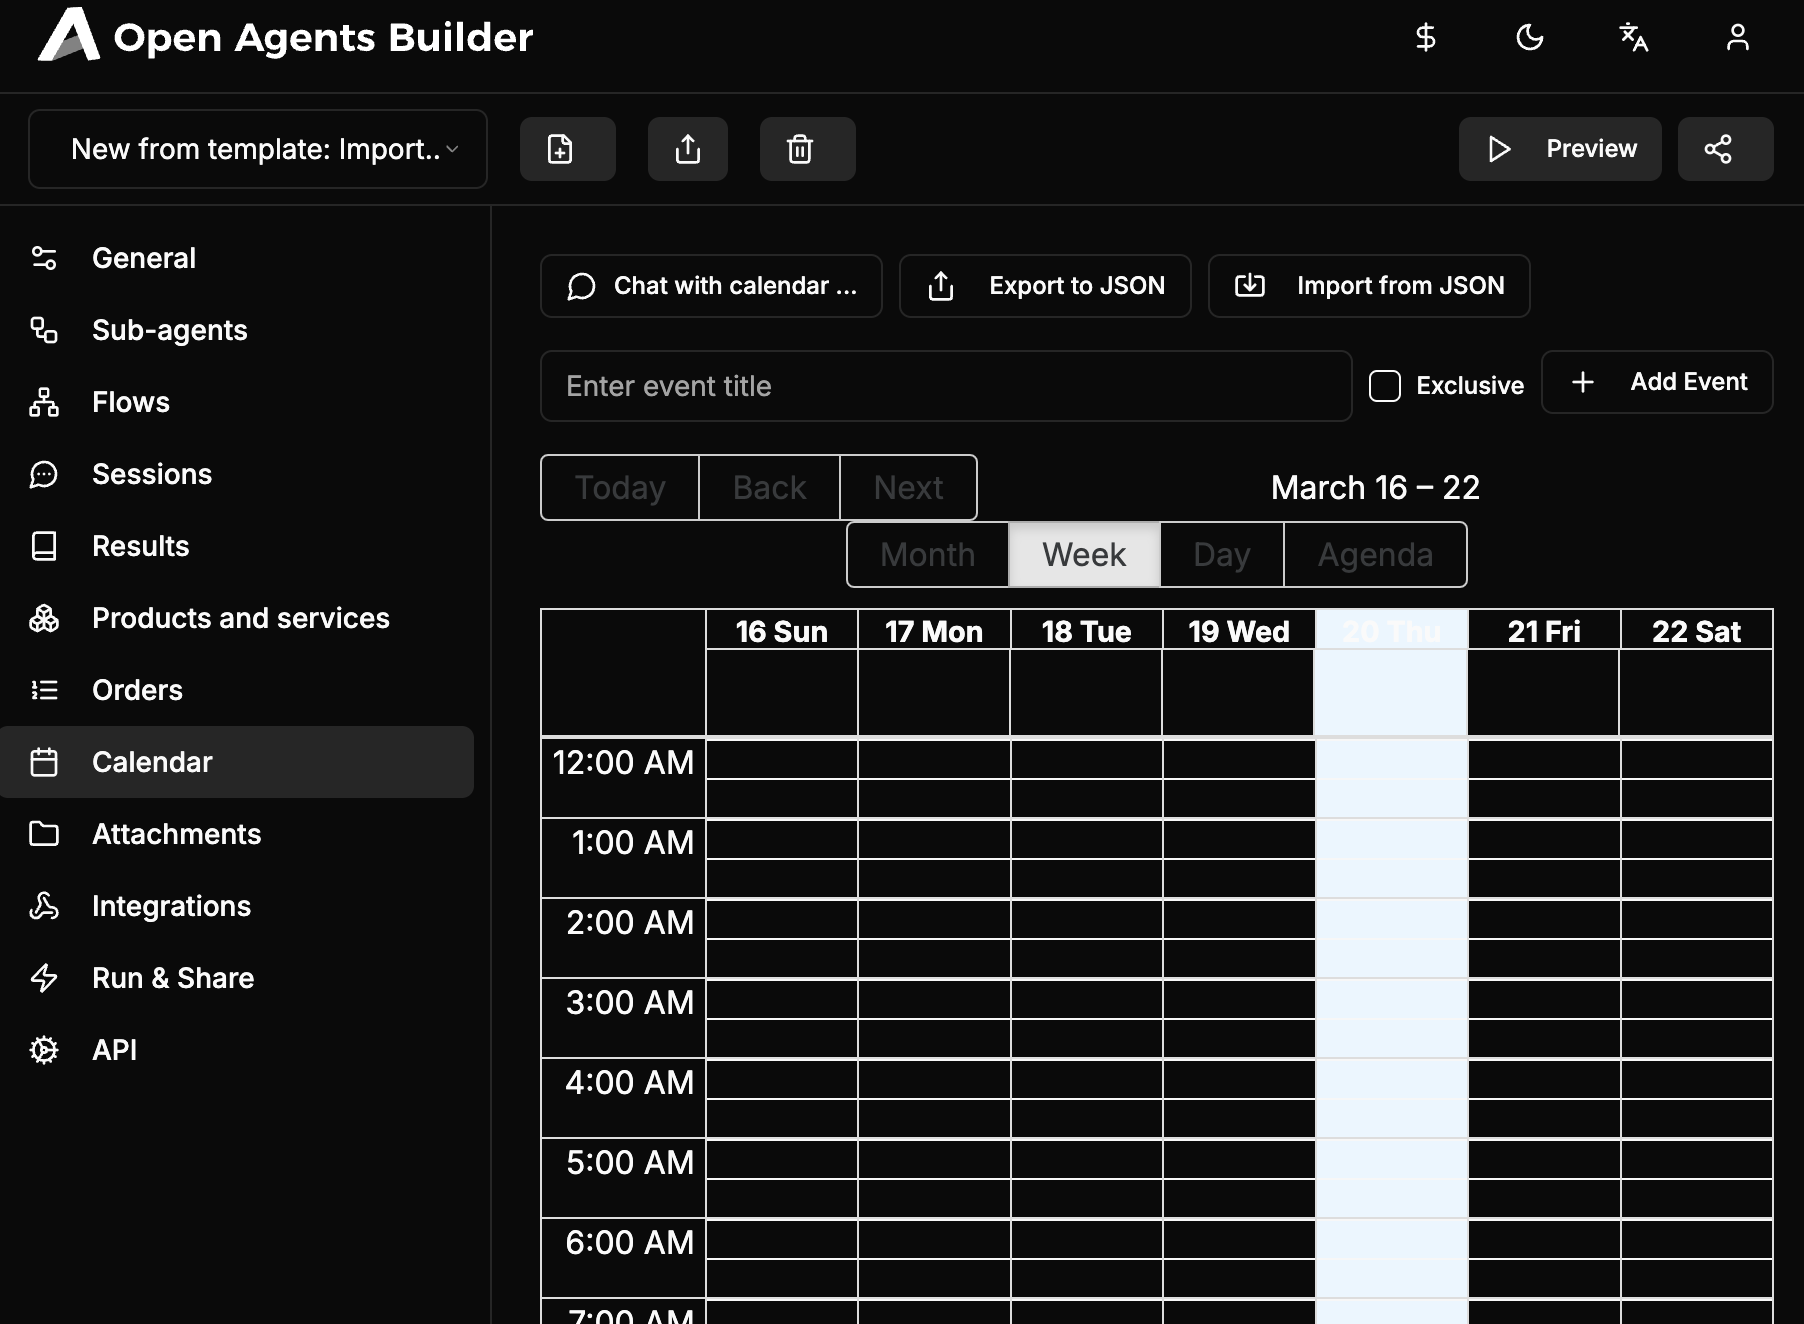 Open Agents Builder
New from template: Import..
Preview
General
Sub-agents
Flows
Sessions
Results
Products and services
Orders
Calendar
Attachments
Integrations
Run & Share
API
Chat with calendar ...
Export to JSON
Import from JSON
Enter event title
Exclusive
Add Event
Today
Back
Next
March 16 – 22
Month
Week
Day
Agenda
16 Sun
17 Mon
18 Tue
19 Wed
20 Thu
21 Fri
22 Sat
12:00 AM
1:00 AM
2:00 AM
3:00 AM
4:00 AM
5:00 AM
6:00 AM
7:00 AM